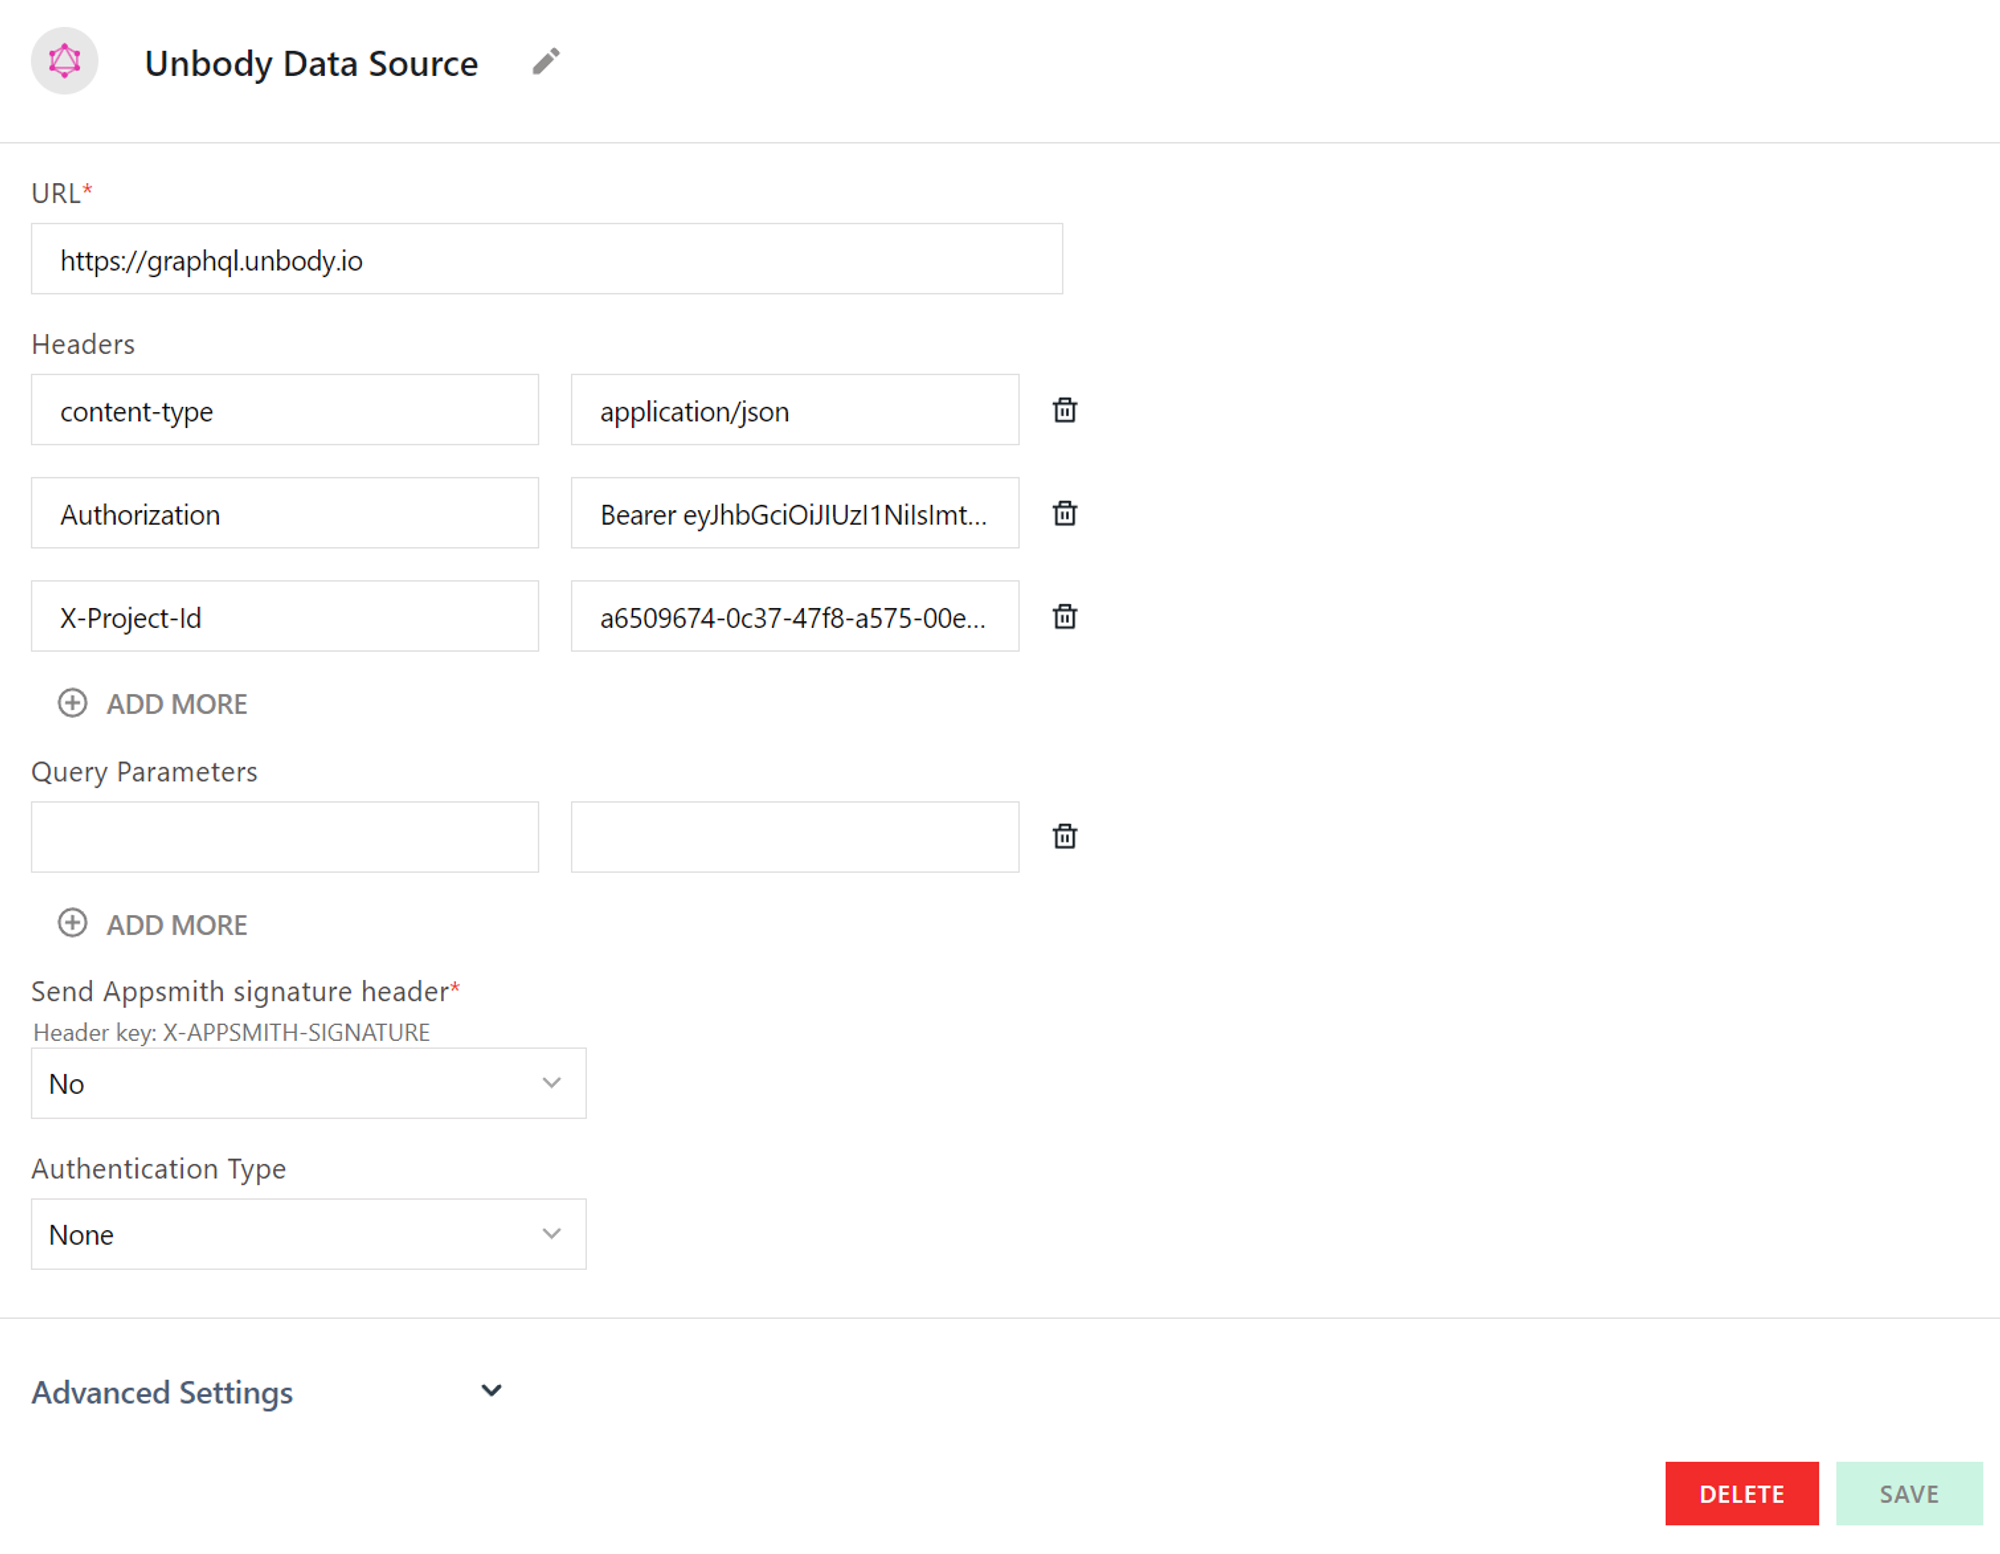 Unbody Data Source
URL*
https://graphql.unbody.io
Headers
content-type application/json
Authorization Bearer eyJhbGciOiJIUzI1NiIsImt...
X-Project-Id a6509674-0c37-47f8-a575-00e...
ADD MORE
Query Parameters
ADD MORE
Send Appsmith signature header*
Header key: X-APPSMITH-SIGNATURE
No
Authentication Type
None
Advanced Settings
DELETE SAVE